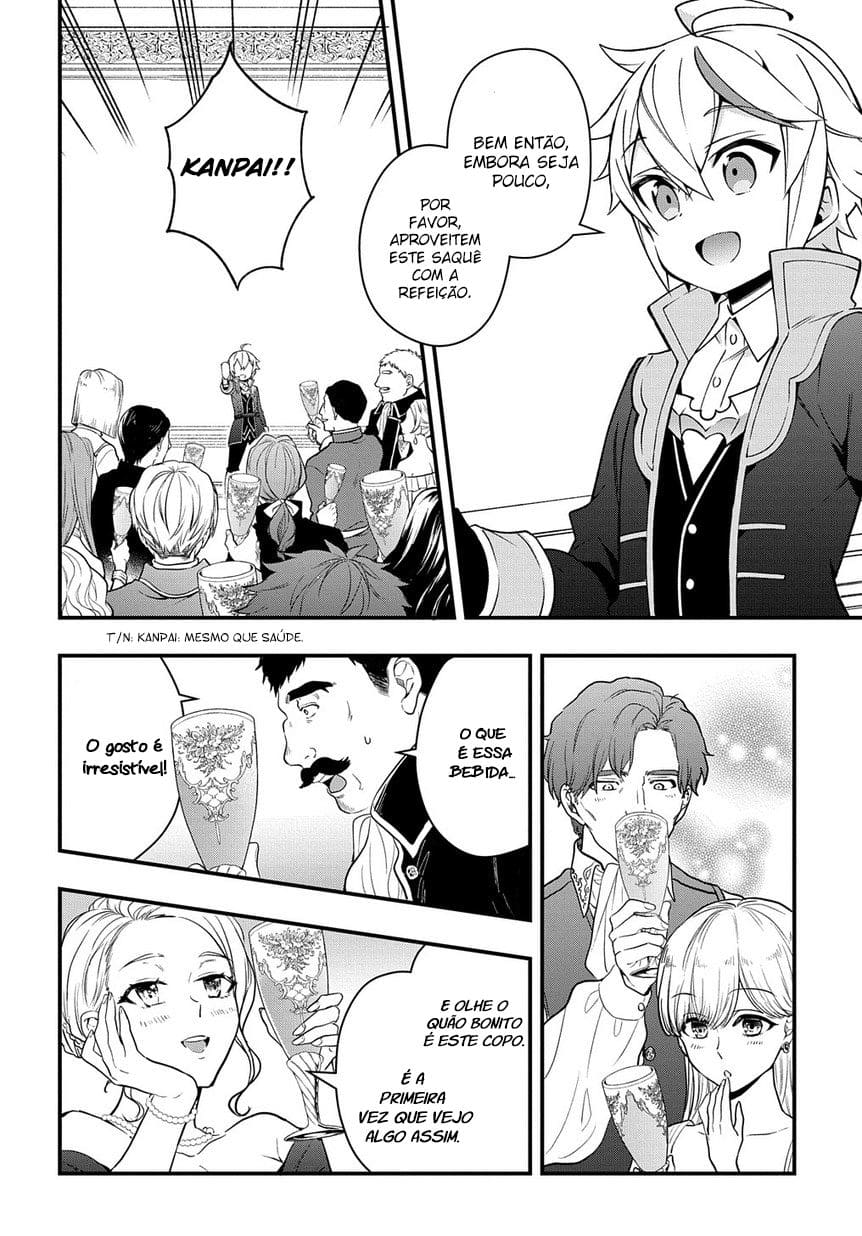 BEM ENTÃO,
EMBORA SEJA
POUCO,
POR
FAVOR,
APROVEITEM
ESTE SAQUÊ
COM A
REFEIÇÃO.
KANPAI!!
T/N: KANPAI: MESMO QUE SAÚDE.
O QUE
É ESSA
BEBIDA...
O gosto é
irresistível!
E OLHE O
QUÃO BONITO
É ESTE COPO.
É A
PRIMEIRA
VEZ QUE VEJO
ALGO ASSIM.